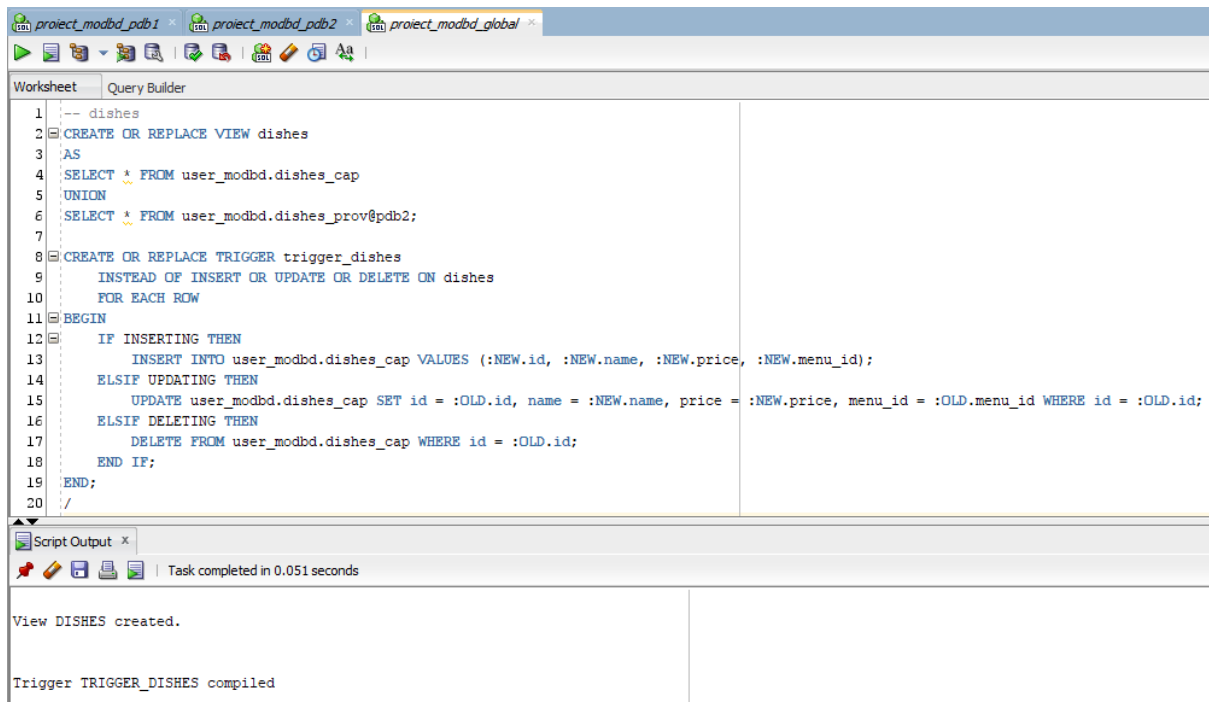 proiect_modbd_pdb1 × proiect_modbd_pdb2 × proiect_modbd_global ×
Worksheet Query Builder
1 -- dishes
2 CREATE OR REPLACE VIEW dishes
3 AS
4 SELECT * FROM user_modbd.dishes_cap
5 UNION
6 SELECT * FROM user_modbd.dishes_prov@pdb2;
7
8 CREATE OR REPLACE TRIGGER trigger_dishes
9     INSTEAD OF INSERT OR UPDATE OR DELETE ON dishes
10     FOR EACH ROW
11 BEGIN
12     IF INSERTING THEN
13         INSERT INTO user_modbd.dishes_cap VALUES (:NEW.id, :NEW.name, :NEW.price, :NEW.menu_id);
14     ELSIF UPDATING THEN
15         UPDATE user_modbd.dishes_cap SET id = :OLD.id, name = :NEW.name, price = :NEW.price, menu_id = :OLD.menu_id WHERE id = :OLD.id;
16     ELSIF DELETING THEN
17         DELETE FROM user_modbd.dishes_cap WHERE id = :OLD.id;
18     END IF;
19 END;
20 /
Script Output ×
Task completed in 0.051 seconds
View DISHES created.
Trigger TRIGGER_DISHES compiled